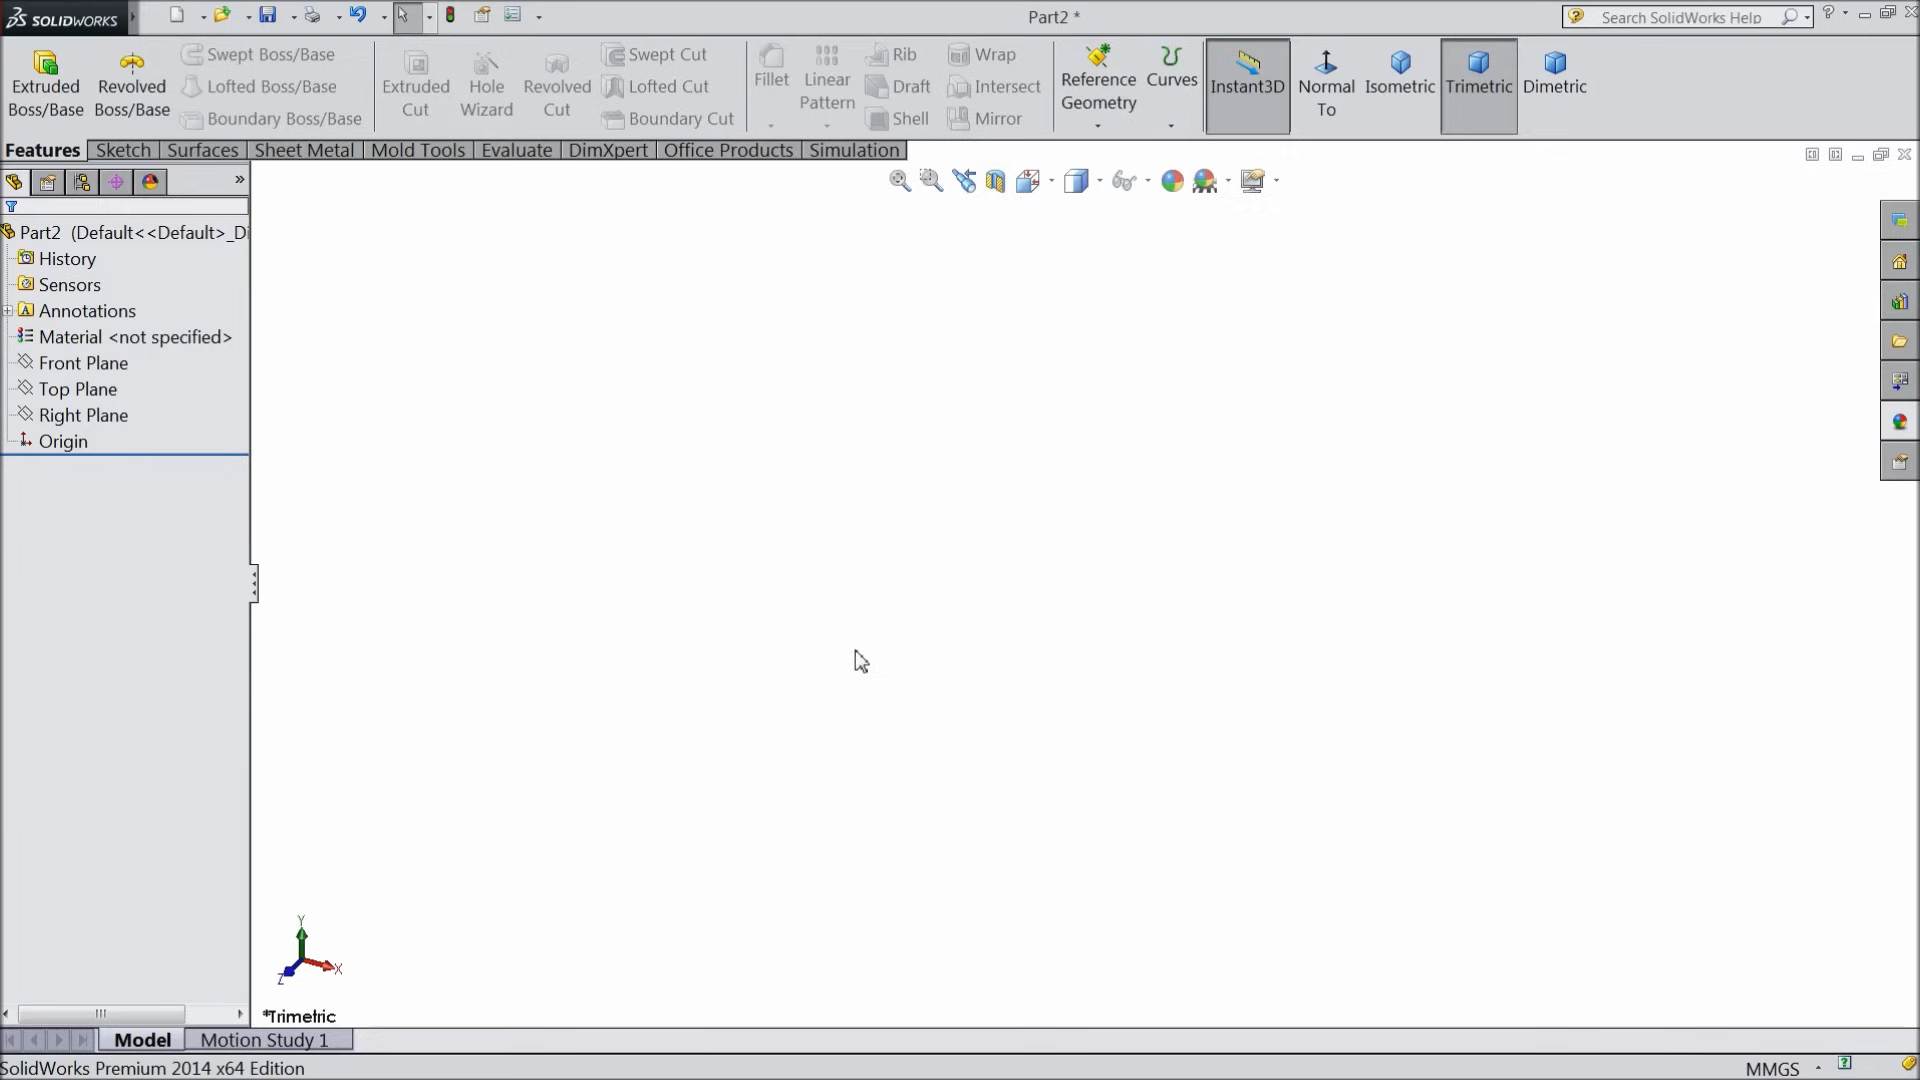 SOLIDWORKS
Part2 *
Search SolidWorks Help
Extruded Boss/Base
Revolved Boss/Base
Swept Boss/Base
Lofted Boss/Base
Boundary Boss/Base
Extruded Cut
Hole Wizard
Revolved Cut
Swept Cut
Lofted Cut
Boundary Cut
Fillet
Linear Pattern
Rib
Draft
Shell
Wrap
Intersect
Mirror
Reference Geometry
Curves
Instant3D
Normal To
Isometric
Trimetric
Dimetric
Features
Sketch
Surfaces
Sheet Metal
Mold Tools
Evaluate
DimXpert
Office Products
Simulation
Part2 (Default<<Default>_Di
History
Sensors
Annotations
Material <not specified>
Front Plane
Top Plane
Right Plane
Origin
Y
X
Z
*Trimetric
Model
Motion Study 1
SolidWorks Premium 2014 x64 Edition
MMGS